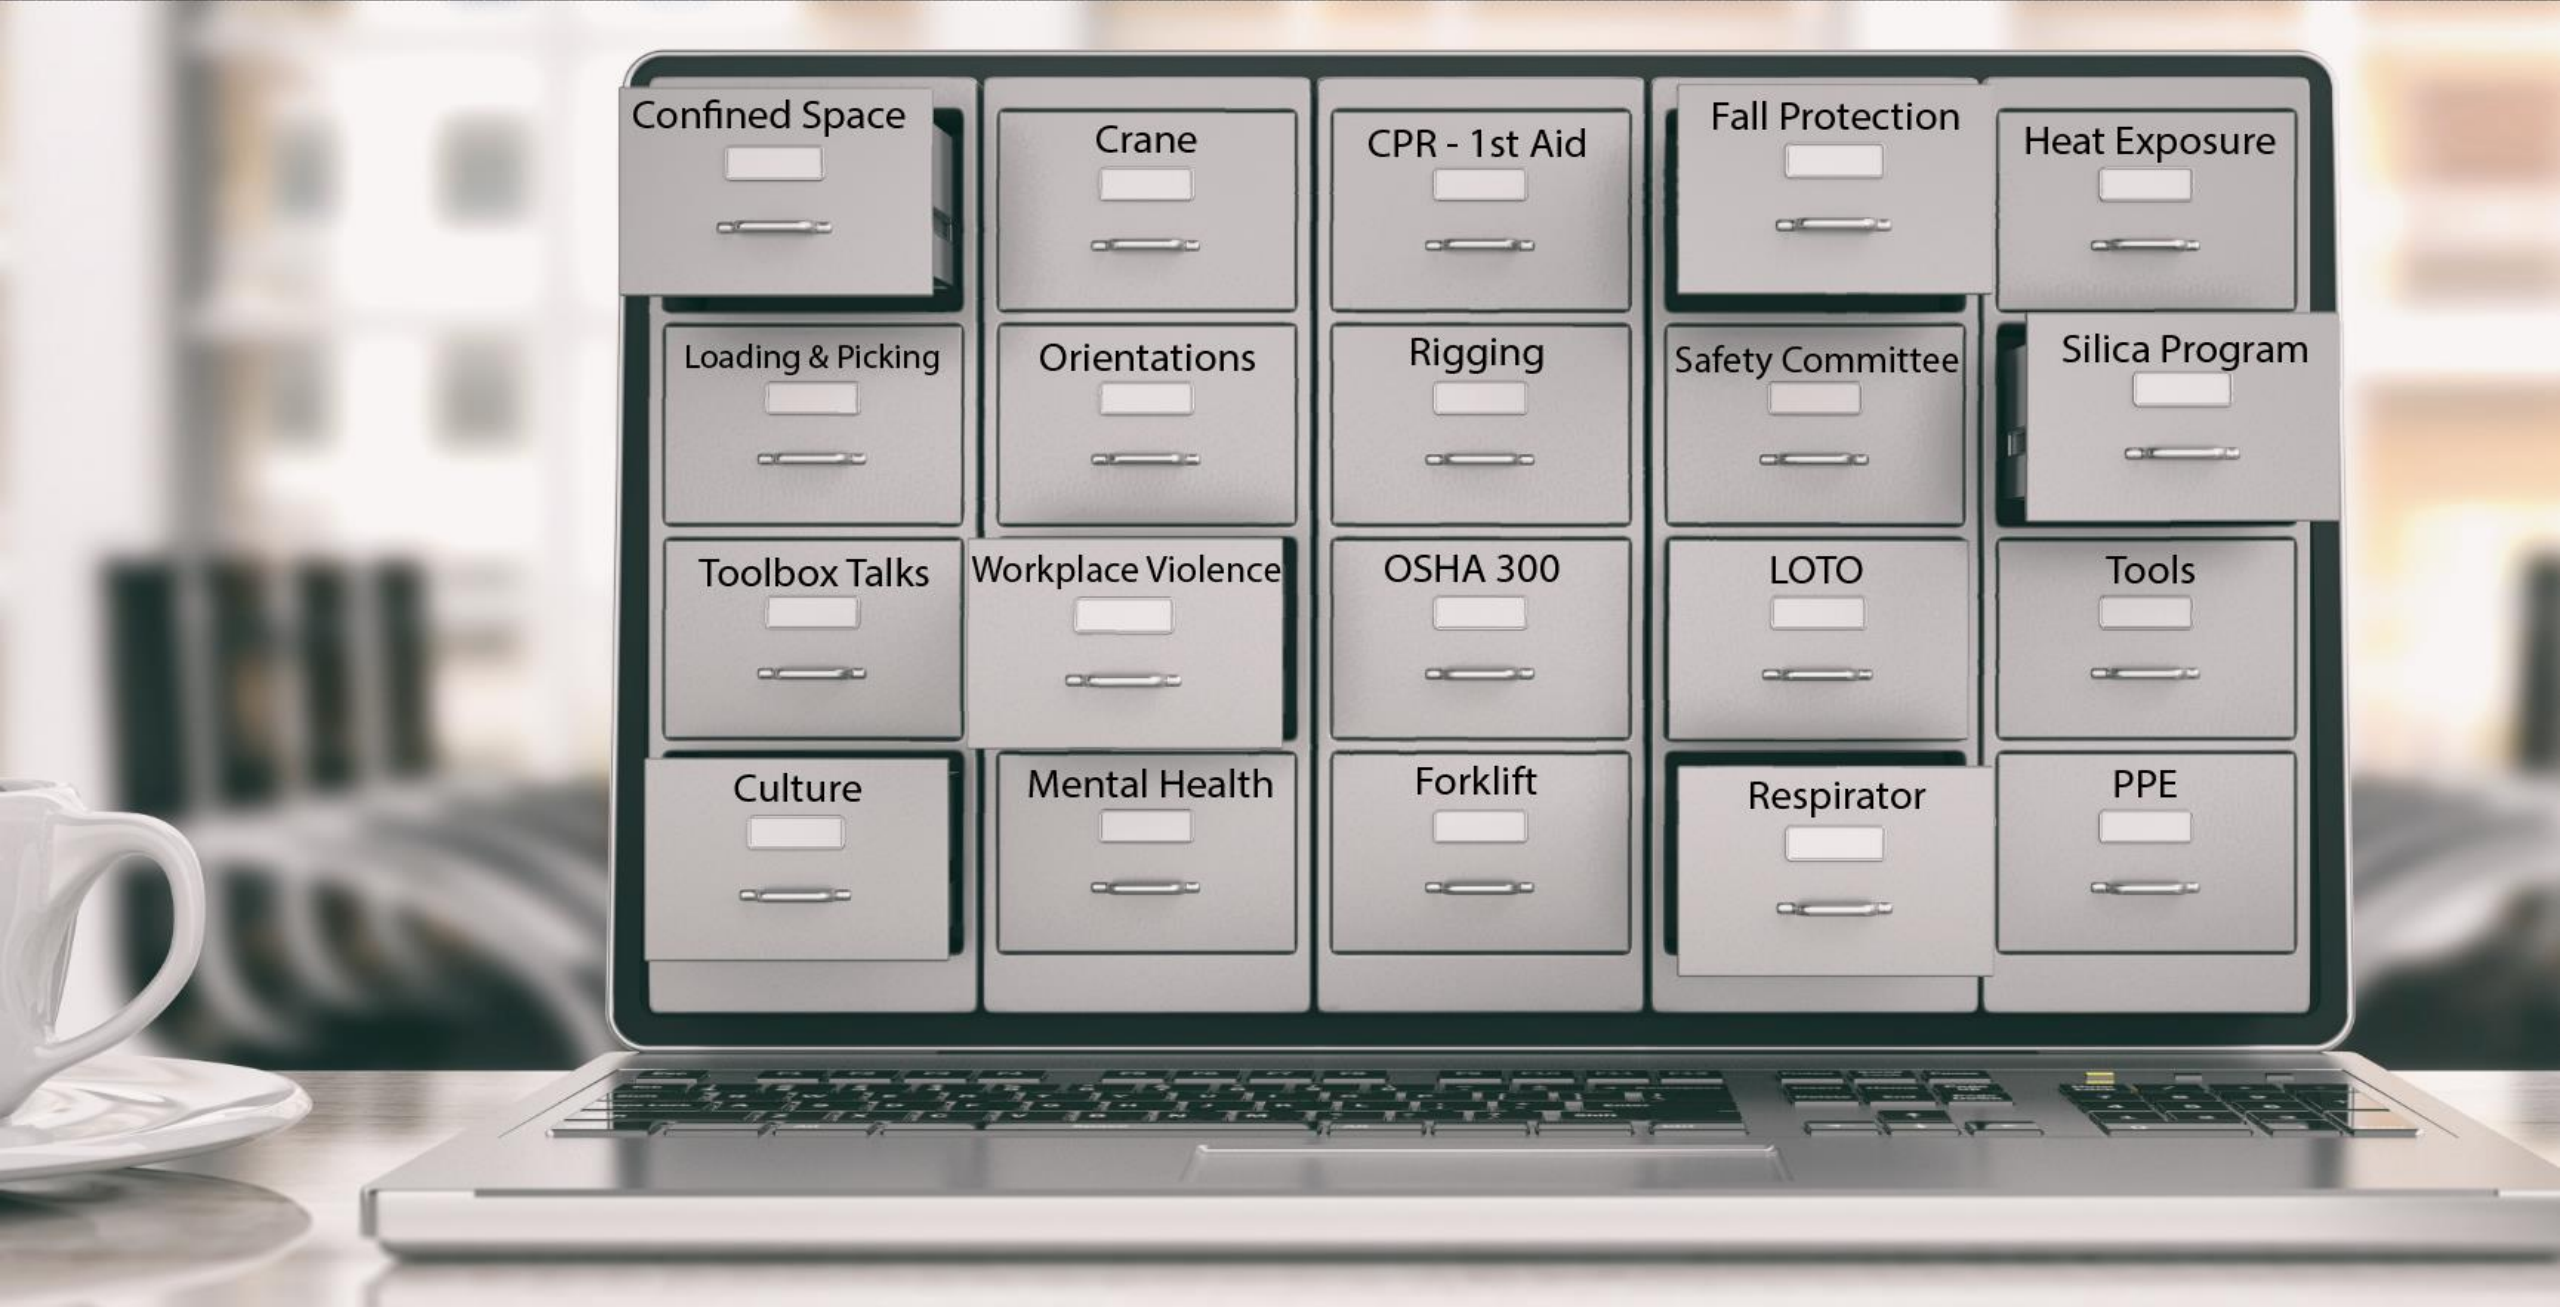 Confined Space
Crane
CPR - 1st Aid
Fall Protection
Heat Exposure
Loading & Picking
Orientations
Rigging
Safety Committee
Silica Program
Toolbox Talks
Workplace Violence
OSHA 300
LOTO
Tools
Culture
Mental Health
Forklift
Respirator
PPE